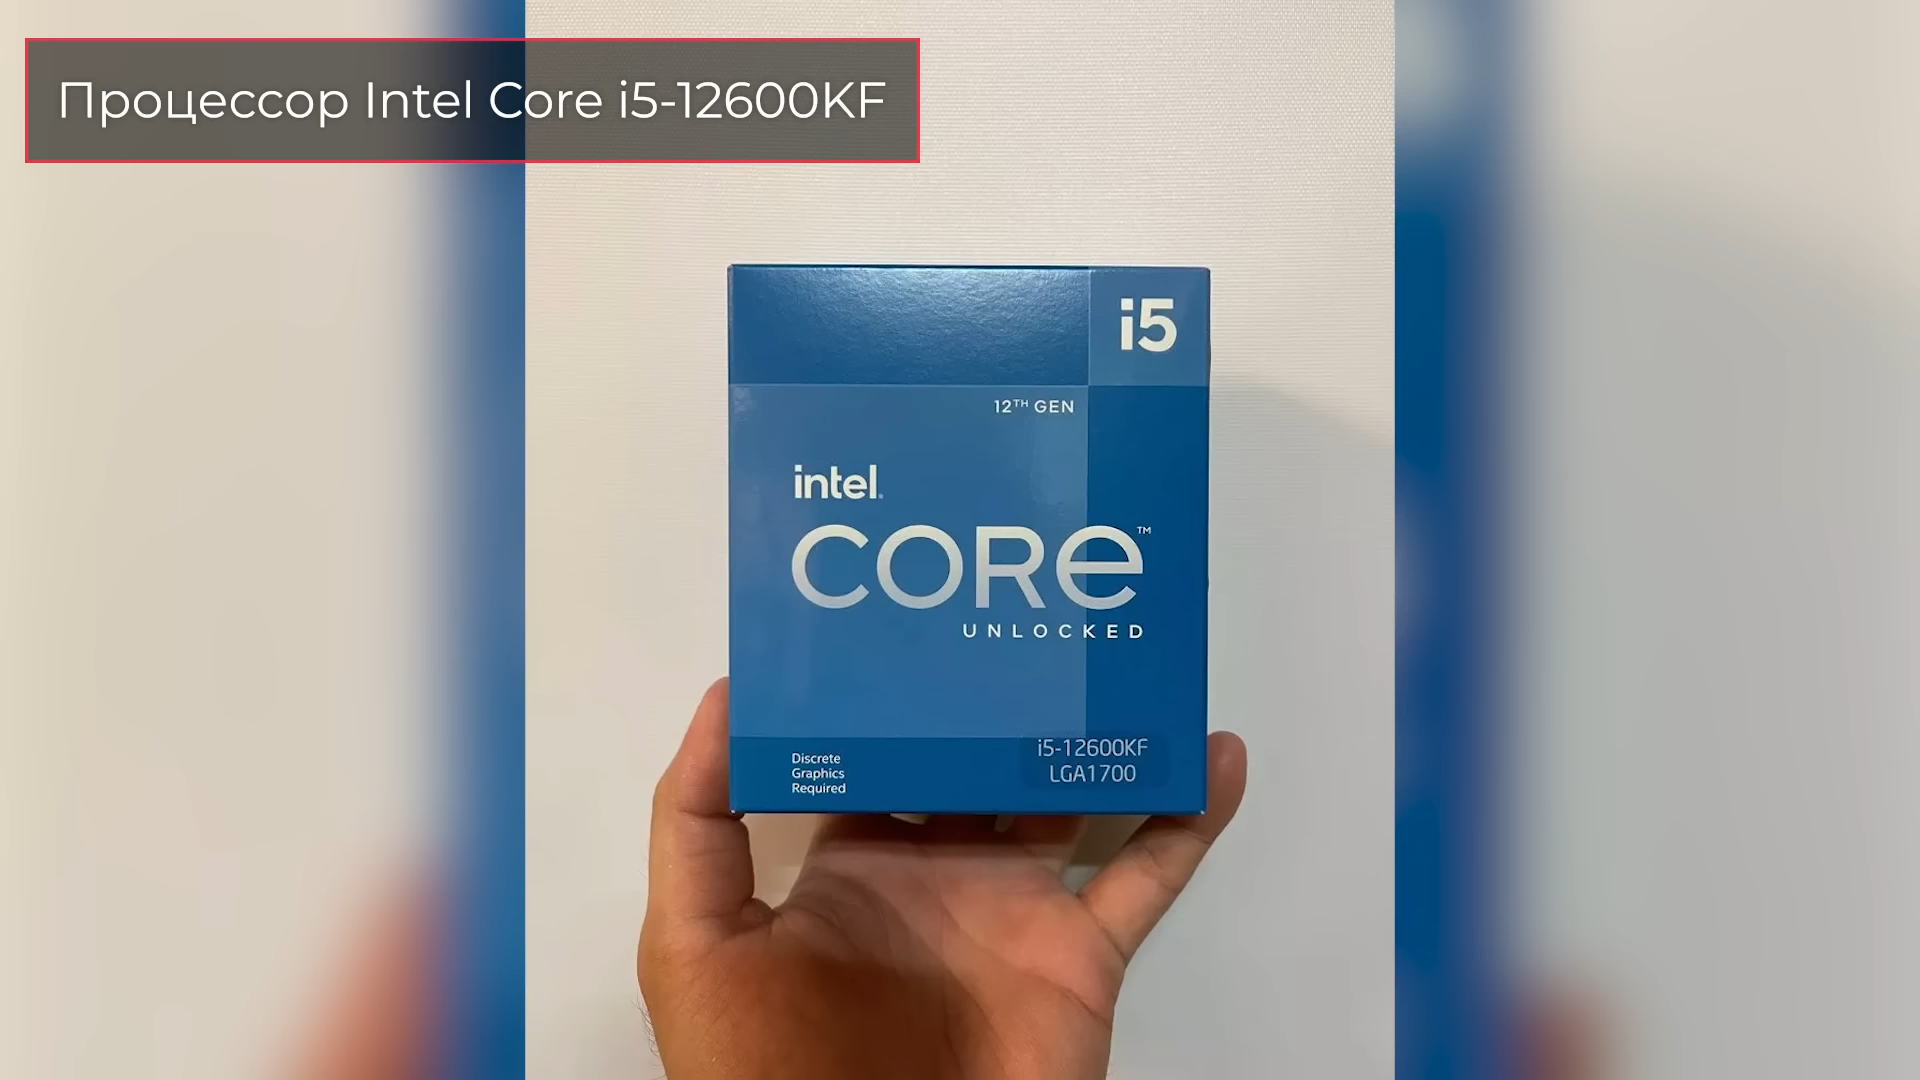 Процессор Intel Core i5-12600KF
i5
12TH GEN
intel
CORE™
UNLOCKED
Discrete
Graphics
Required
i5-12600KF
LGA1700